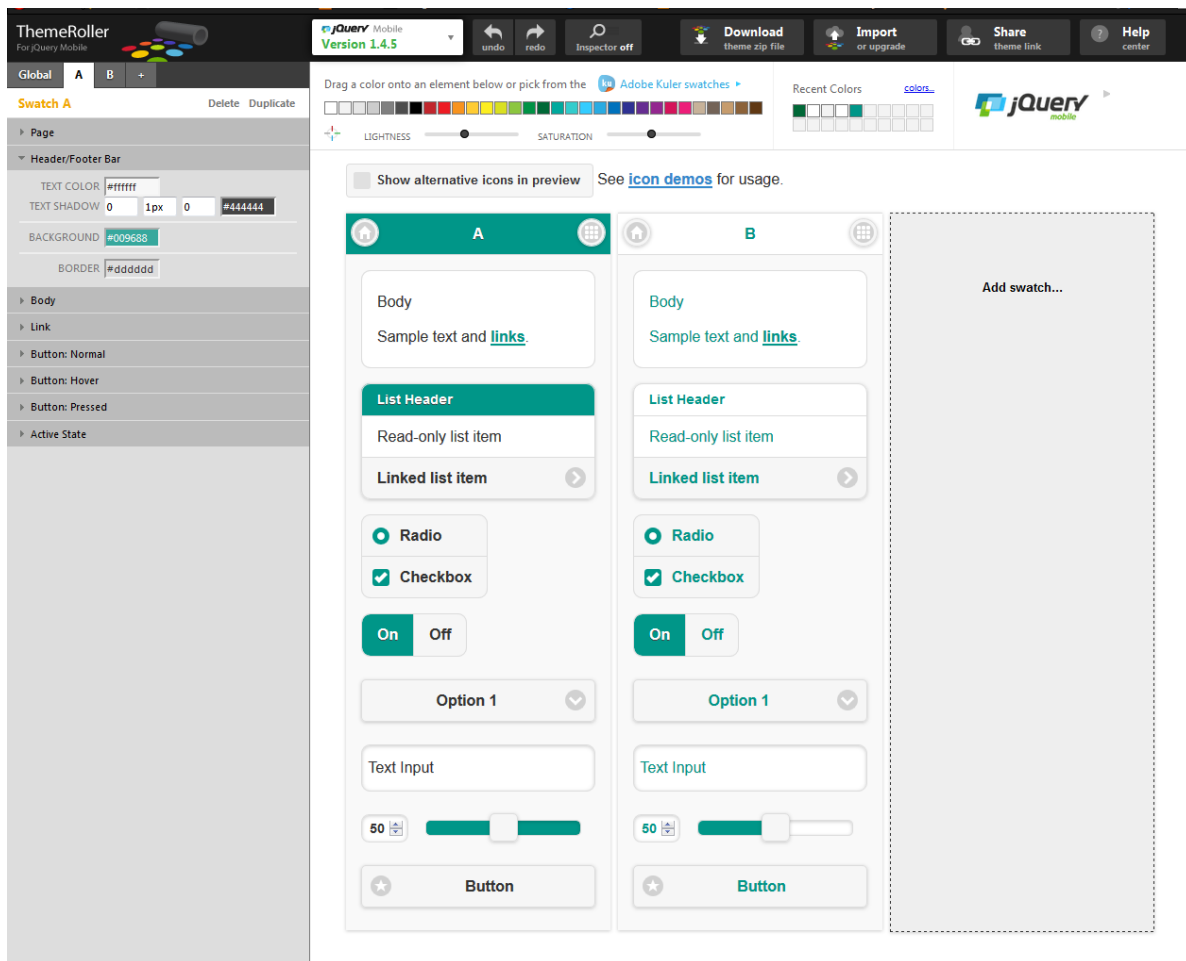 ThemeRoller
For jQuery Mobile
jQuery Mobile
Version 1.4.5
undo
redo
Inspector off
Download
theme zip file
Import
or upgrade
Share
theme link
? Help
center
Global A B +
Swatch A Delete Duplicate
Page
Header/Footer Bar
TEXT COLOR #ffffff
TEXT SHADOW 0 1px 0 #444444
BACKGROUND #009688
BORDER #dddddd
Body
Link
Button: Normal
Button: Hover
Button: Pressed
Active State
Drag a color onto an element below or pick from the ku Adobe Kuler swatches
LIGHTNESS SATURATION
Recent Colors colors...
jQuery
mobile
Show alternative icons in preview See icon demos for usage.
A
Body
Sample text and links.
List Header
Read-only list item
Linked list item
Radio
Checkbox
On Off
Option 1
Text Input
50
Button
B
Body
Sample text and links.
List Header
Read-only list item
Linked list item
Radio
Checkbox
On Off
Option 1
Text Input
50
Button
Add swatch...